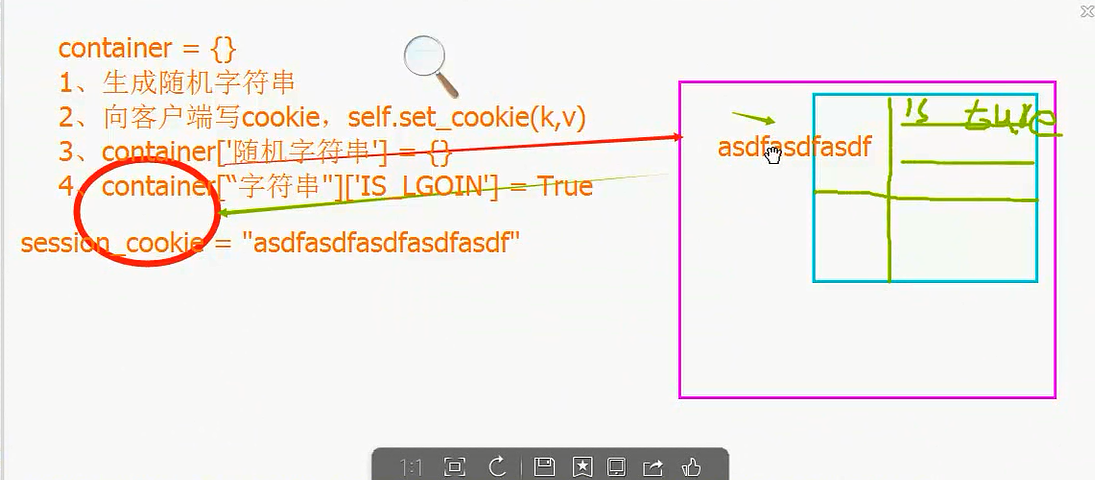 container = {}
1、生成随机字符串
2、向客户端写cookie，self.set_cookie(k,v)
3、container['随机字符串'] = {}
4、container[“字符串"]['IS_LGOIN'] = True
session_cookie = "asdfasdfasdfasdfasdf"
is true
asdfasdfasdf
1:1